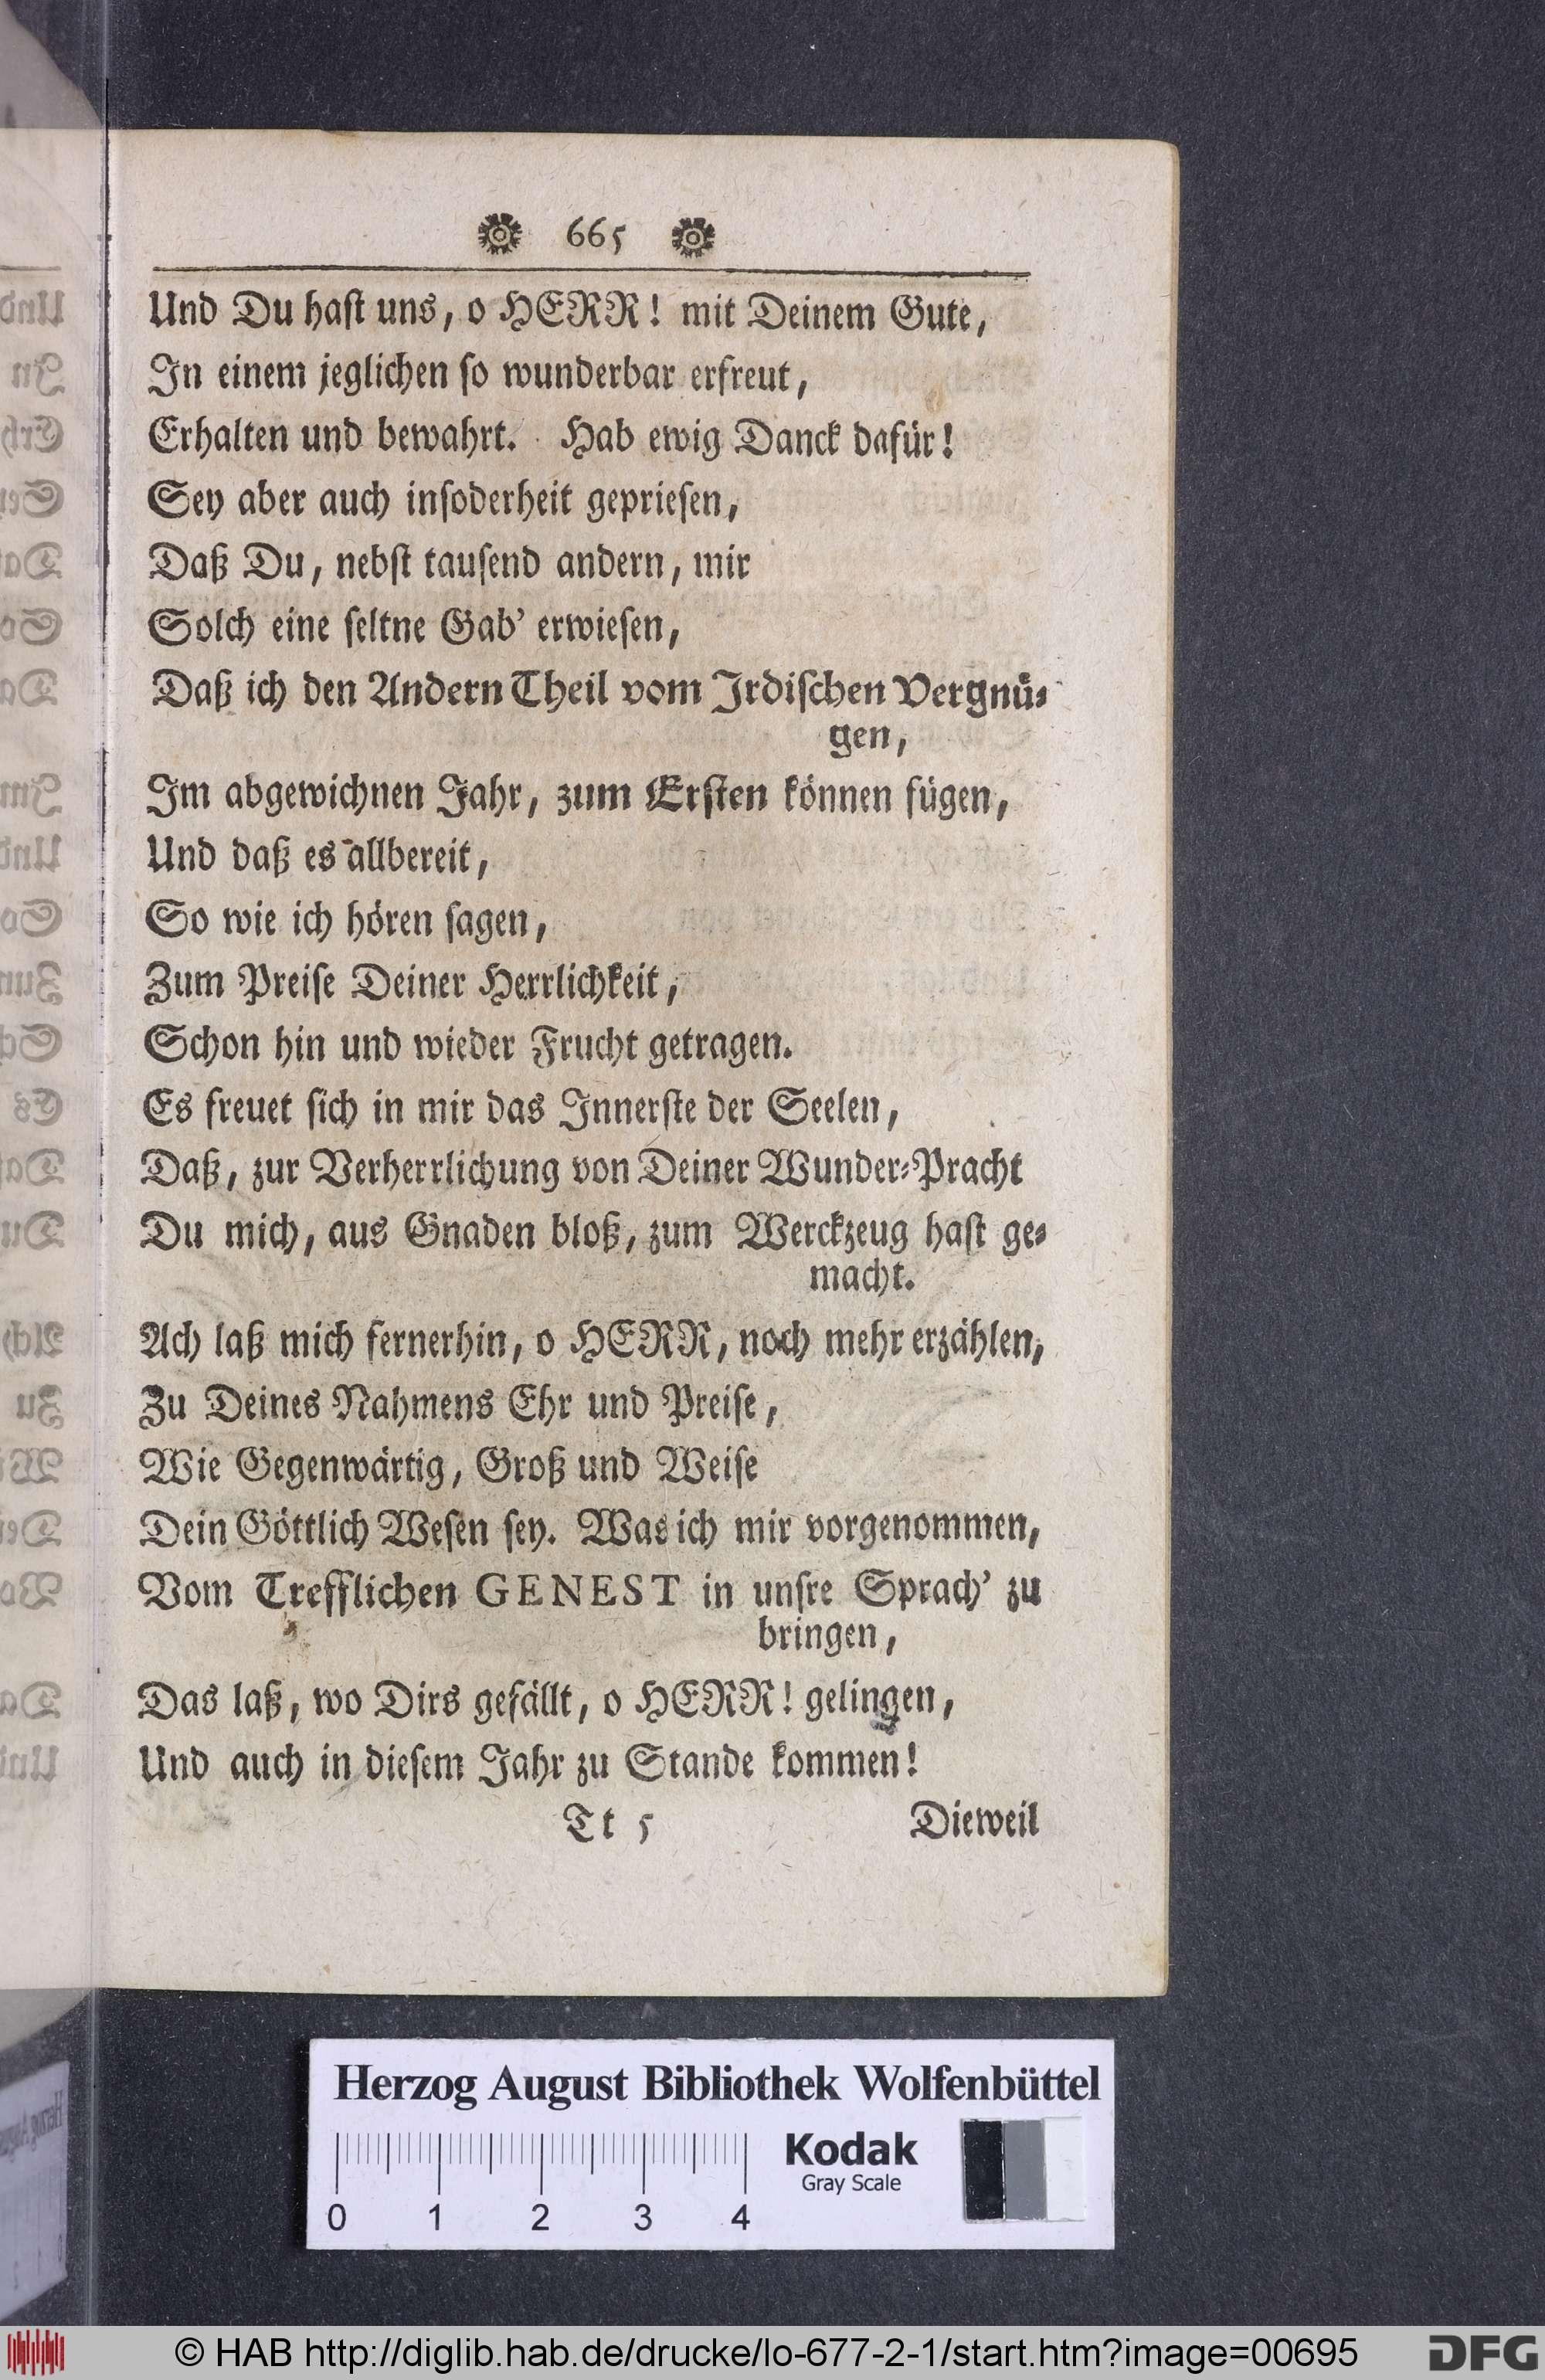 665
Und Du haſt uns, o HERR! mit Deinem Gute,
In einem jeglichen ſo wunderbar erfreut,
Erhalten und bewahrt. Hab ewig Danck dafür!
Sey aber auch inſoderheit geprieſen,
Daß Du, nebſt tauſend andern, mir
Solch eine ſeltne Gab' erwieſen,
Daß ich den Andern Theil vom Irdiſchen Vergnuͤ⸗
gen,
Im abgewichnen Jahr, zum Erſten können fügen,
Und daß es allbereit,
So wie ich hoͤren ſagen,
Zum Preiſe Deiner Herrlichkeit,
Schon hin und wieder Frucht getragen.
Es freuet ſich in mir das Innerſte der Seelen,
Daß, zur Verherrlichung von Deiner Wunder⸗Pracht
Du mich, aus Gnaden bloß, zum Werckzeug haſt ge⸗
macht.
Ach laß mich fernerhin, o HERR, noch mehr erzählen,
Zu Deines Nahmens Ehr und Preiſe,
Wie Gegenwaͤrtig, Groß und Weiſe
Dein Göttlich Weſen ſey. Was ich mir vorgenommen,
Vom Trefflichen GENEST in unſre Sprach' zu
bringen,
Das laß, wo Dirs gefällt, o HERR! gelingen,
Und auch in dieſem Jahr zu Stande kommen!
Tt 5 Dieweil
Herzog August Bibliothek Wolfenbüttel
Kodak
Gray Scale
0 1 2 3 4
© HAB http://diglib.hab.de/drucke/lo-677-2-1/start.htm?image=00695
DFG